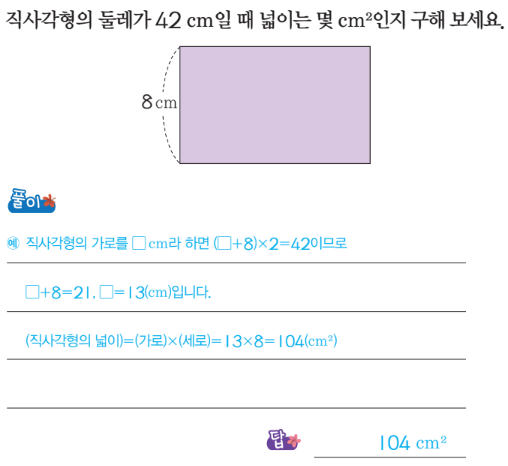 직사각형의 둘레가 42 cm일 때 넓이는 몇 cm²인지 구해 보세요.
8 cm
풀이
예 직사각형의 가로를 □ cm라 하면 (□+8)×2=42이므로
□+8=21, □=13(cm)입니다.
(직사각형의 넓이)=(가로)×(세로)=13×8=104(cm²)
답
104 cm²